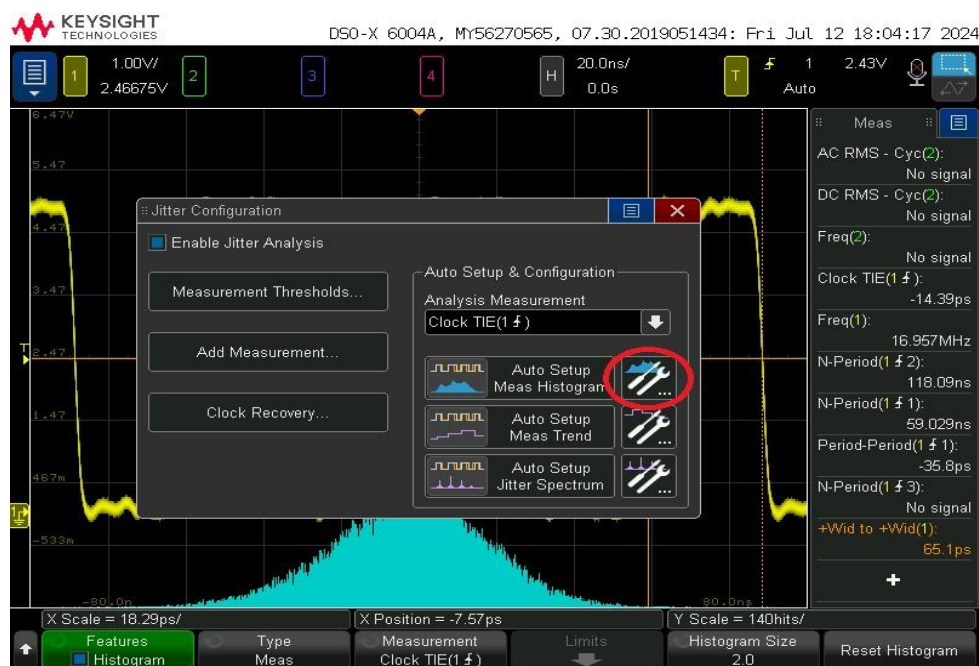 KEYSIGHT
TECHNOLOGIES
DSO-X 6004A, MY56270565, 07.30.2019051434: Fri Jul 12 18:04:17 2024
1 1.00V/ 2 3 4 H 20.0ns/ T 1 2.43V
2.46675V 0.0s Auto
6.47V
5.47
4.47
3.47
T 2.47
1.47
467m
-533m
-80.0n
80.0ns
Jitter Configuration
Enable Jitter Analysis
Measurement Thresholds...
Add Measurement...
Clock Recovery...
Auto Setup & Configuration
Analysis Measurement
Clock TIE(1)
Auto Setup
Meas Histogram
...
Auto Setup
Meas Trend
...
Auto Setup
Jitter Spectrum
...
Meas
AC RMS - Cyc(2):
No signal
DC RMS - Cyc(2):
No signal
Freq(2):
No signal
Clock TIE(1):
-14.39ps
Freq(1):
16.957MHz
N-Period(1 2):
118.09ns
N-Period(1 1):
59.029ns
Period-Period(1 1):
-35.8ps
N-Period(1 3):
No signal
+Wid to +Wid(1):
65.1ps
+
X Scale = 18.29ps/ X Position = -7.57ps Y Scale = 140hits/
Features Type Measurement Limits Histogram Size Reset Histogram
Histogram Meas Clock TIE(1) 2.0